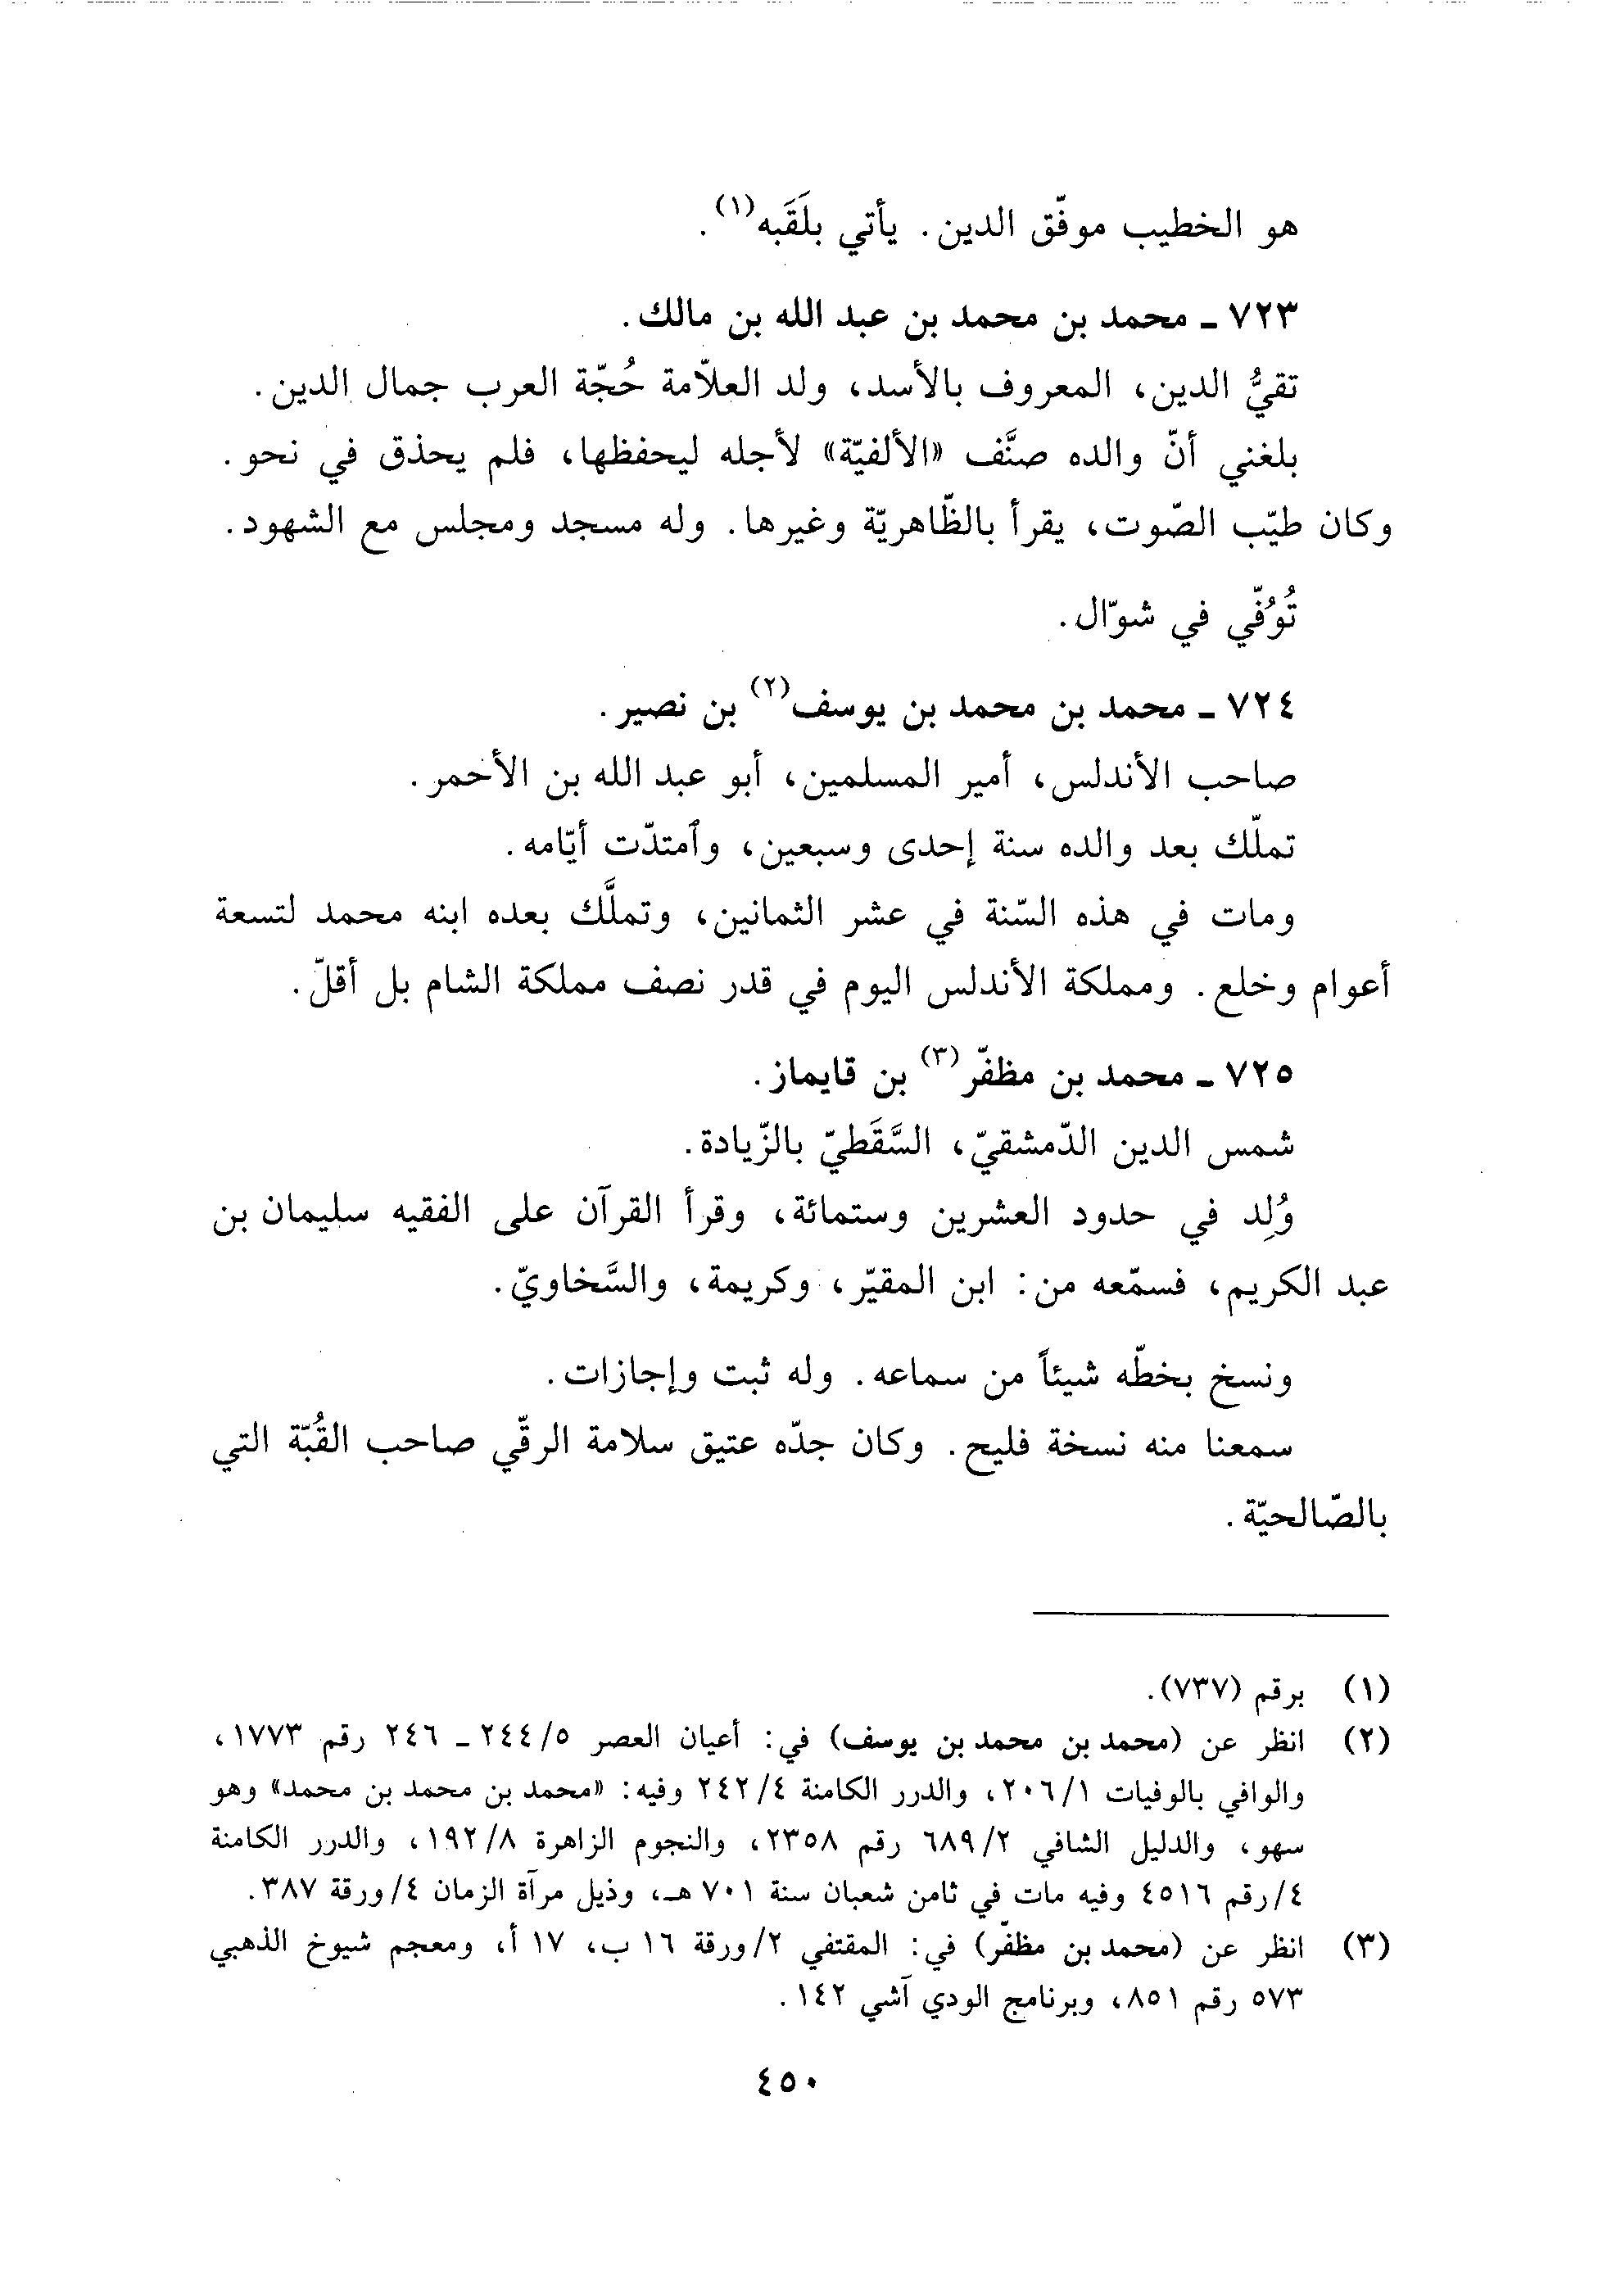 هو الخطيب موفّق الدين. يأتي بلَقَبه(١).
٧٢٣ ـ محمد بن محمد بن عبد الله بن مالك.
تقيُّ الدين، المعروف بالأسد، ولد العلاّمة حُجّة العرب جمال الدين.
بلغني أنّ والده صنَّف «الألفيّة» لأجله ليحفظها، فلم يحذق في نحو.
وكان طيّب الصّوت، يقرأ بالظّاهريّة وغيرها. وله مسجد ومجلس مع الشهود.
تُوُفّي في شوّال.
٧٢٤ ـ محمد بن محمد بن يوسف(٢) بن نصير.
صاحب الأندلس، أمير المسلمين، أبو عبد الله بن الأحمر.
تملّك بعد والده سنة إحدى وسبعين، وٱمتدّت أيّامه.
ومات في هذه السّنة في عشر الثمانين، وتملَّك بعده ابنه محمد لتسعة
أعوام وخلع. ومملكة الأندلس اليوم في قدر نصف مملكة الشام بل أقلّ.
٧٢٥ ـ محمد بن مظفّر(٣) بن قايماز.
شمس الدين الدّمشقيّ، السَّقَطيّ بالزّيادة.
وُلِد في حدود العشرين وستمائة، وقرأ القرآن على الفقيه سليمان بن
عبد الكريم، فسمّعه من: ابن المقيّر، وكريمة، والسَّخاويّ.
ونسخ بخطّه شيئاً من سماعه. وله ثبت وإجازات.
سمعنا منه نسخة فليح. وكان جدّه عتيق سلامة الرقّي صاحب القُبّة التي
بالصّالحيّة.
(١) برقم (٧٣٧).
(٢) انظر عن (محمد بن محمد بن يوسف) في: أعيان العصر ٥/٢٤٤ ـ ٢٤٦ رقم ١٧٧٣،
والوافي بالوفيات ١/٢٠٦، والدرر الكامنة ٤/٢٤٢ وفيه: «محمد بن محمد بن محمد» وهو
سهو، والدليل الشافي ٢/٦٨٩ رقم ٢٣٥٨، والنجوم الزاهرة ٨/١٩٢، والدرر الكامنة
٤/رقم ٤٥١٦ وفيه مات في ثامن شعبان سنة ٧٠١ هـ، وذيل مرآة الزمان ٤/ورقة ٣٨٧.
(٣) انظر عن (محمد بن مظفّر) في: المقتفي ٢/ورقة ١٦ ب، ١٧ أ، ومعجم شيوخ الذهبي
٥٧٣ رقم ٨٥١، وبرنامج الودي آشي ١٤٢.
٤٥٠